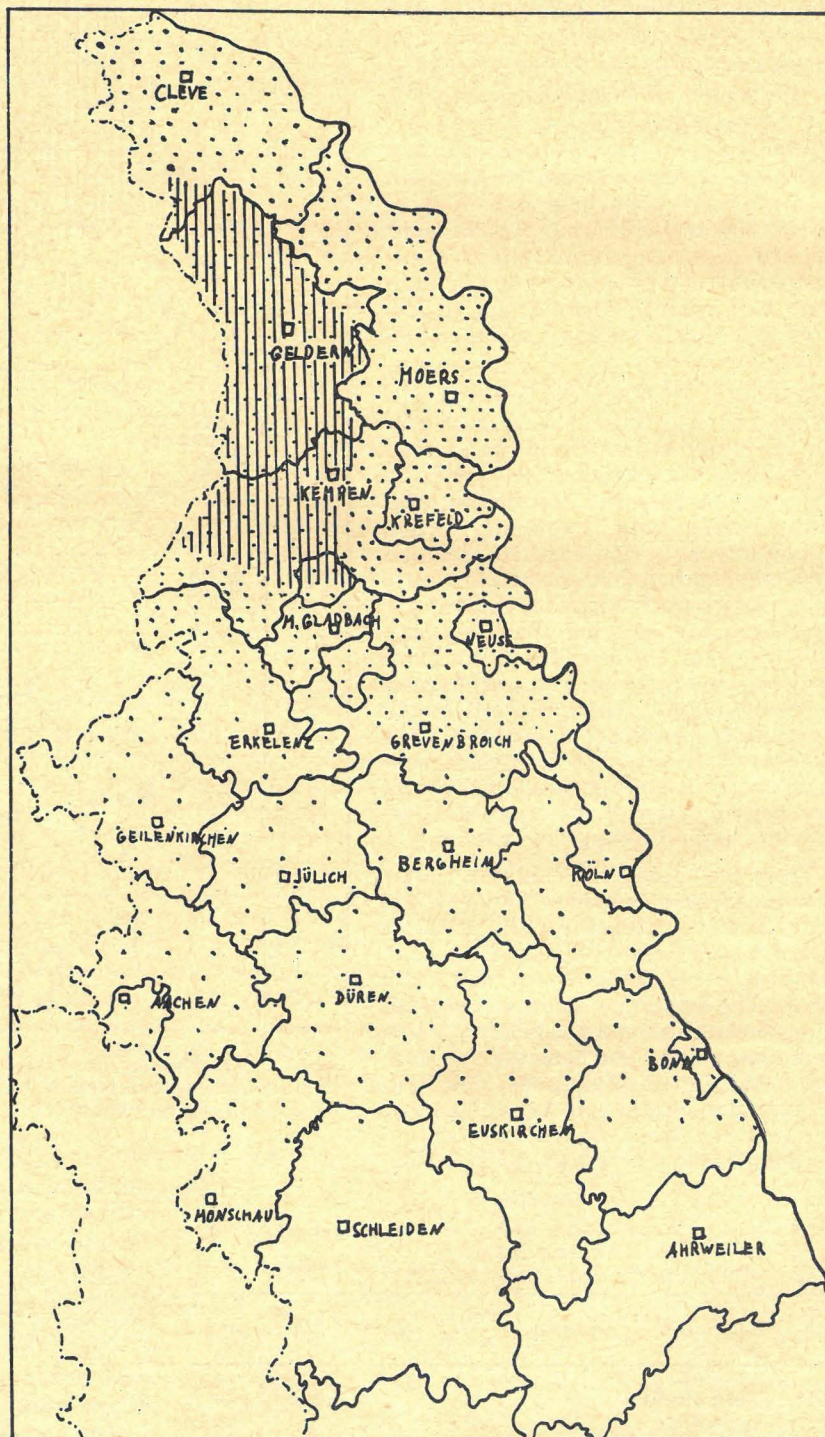 CLEVE
GELDERN
MOERS
KEMPEN.
KREFELD
M. GLADBACH
NEUSS
ERKELENZ
GREVENBROICH
GEILENKIRCHEN
JÜLICH
BERGHEIM
KÖLN
AACHEN
DÜREN.
BONN
EUSKIRCHEN
MONSCHAU
SCHLEIDEN
AHRWEILER